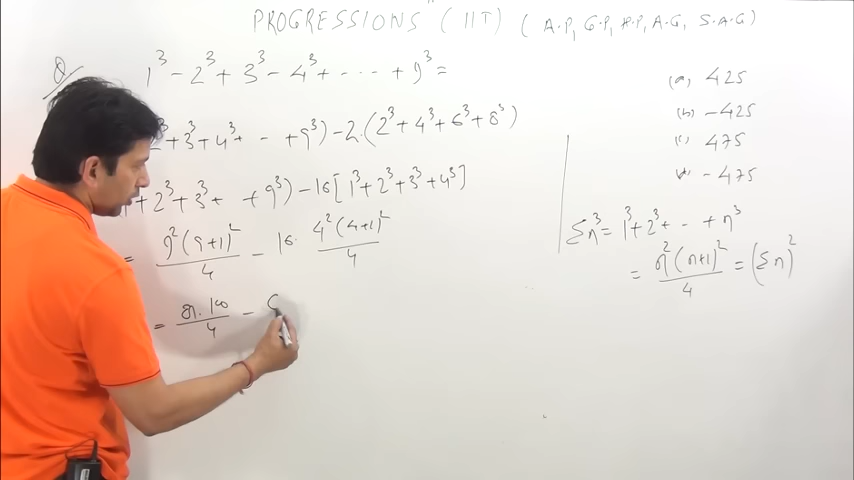 PROGRESSIONS" (IIT) (A.P, G.P, H.P, A.G, S.A.G)
Q 1³ - 2³ + 3³ - 4³ + - - - + 9³ =
+ 3³ + 4³ + - - + 9³) - 2.(2³ + 4³ + 6³ + 8³)
+ 2³ + 3³ + + 9³) - 16[1³ + 2³ + 3³ + 4³]
= 9²(9+1)²/4 - 16. 4²(4+1)²/4
= 81.100/4 -
(a) 425
(b) -425
(c) 475
(d) -475
Σn³ = 1³ + 2³ + - - + n³
= n²(n+1)²/4 = (Σn)²